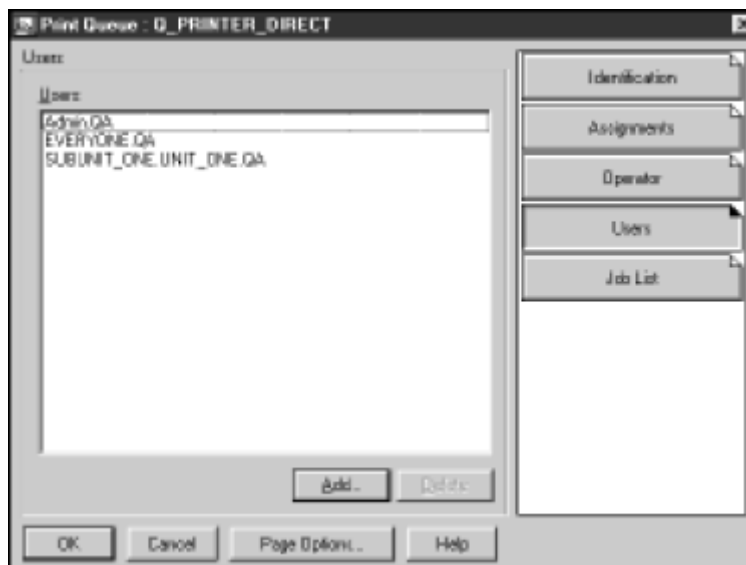 Print Queue : Q_PRINTER_DIRECT
Users
Users
Admin.QA
EVERYONE.QA
SUBUNIT_ONE.UNIT_ONE.QA
Add...
Delete
OK
Cancel
Page Options...
Help
Identification
Assignments
Operator
Users
Job List